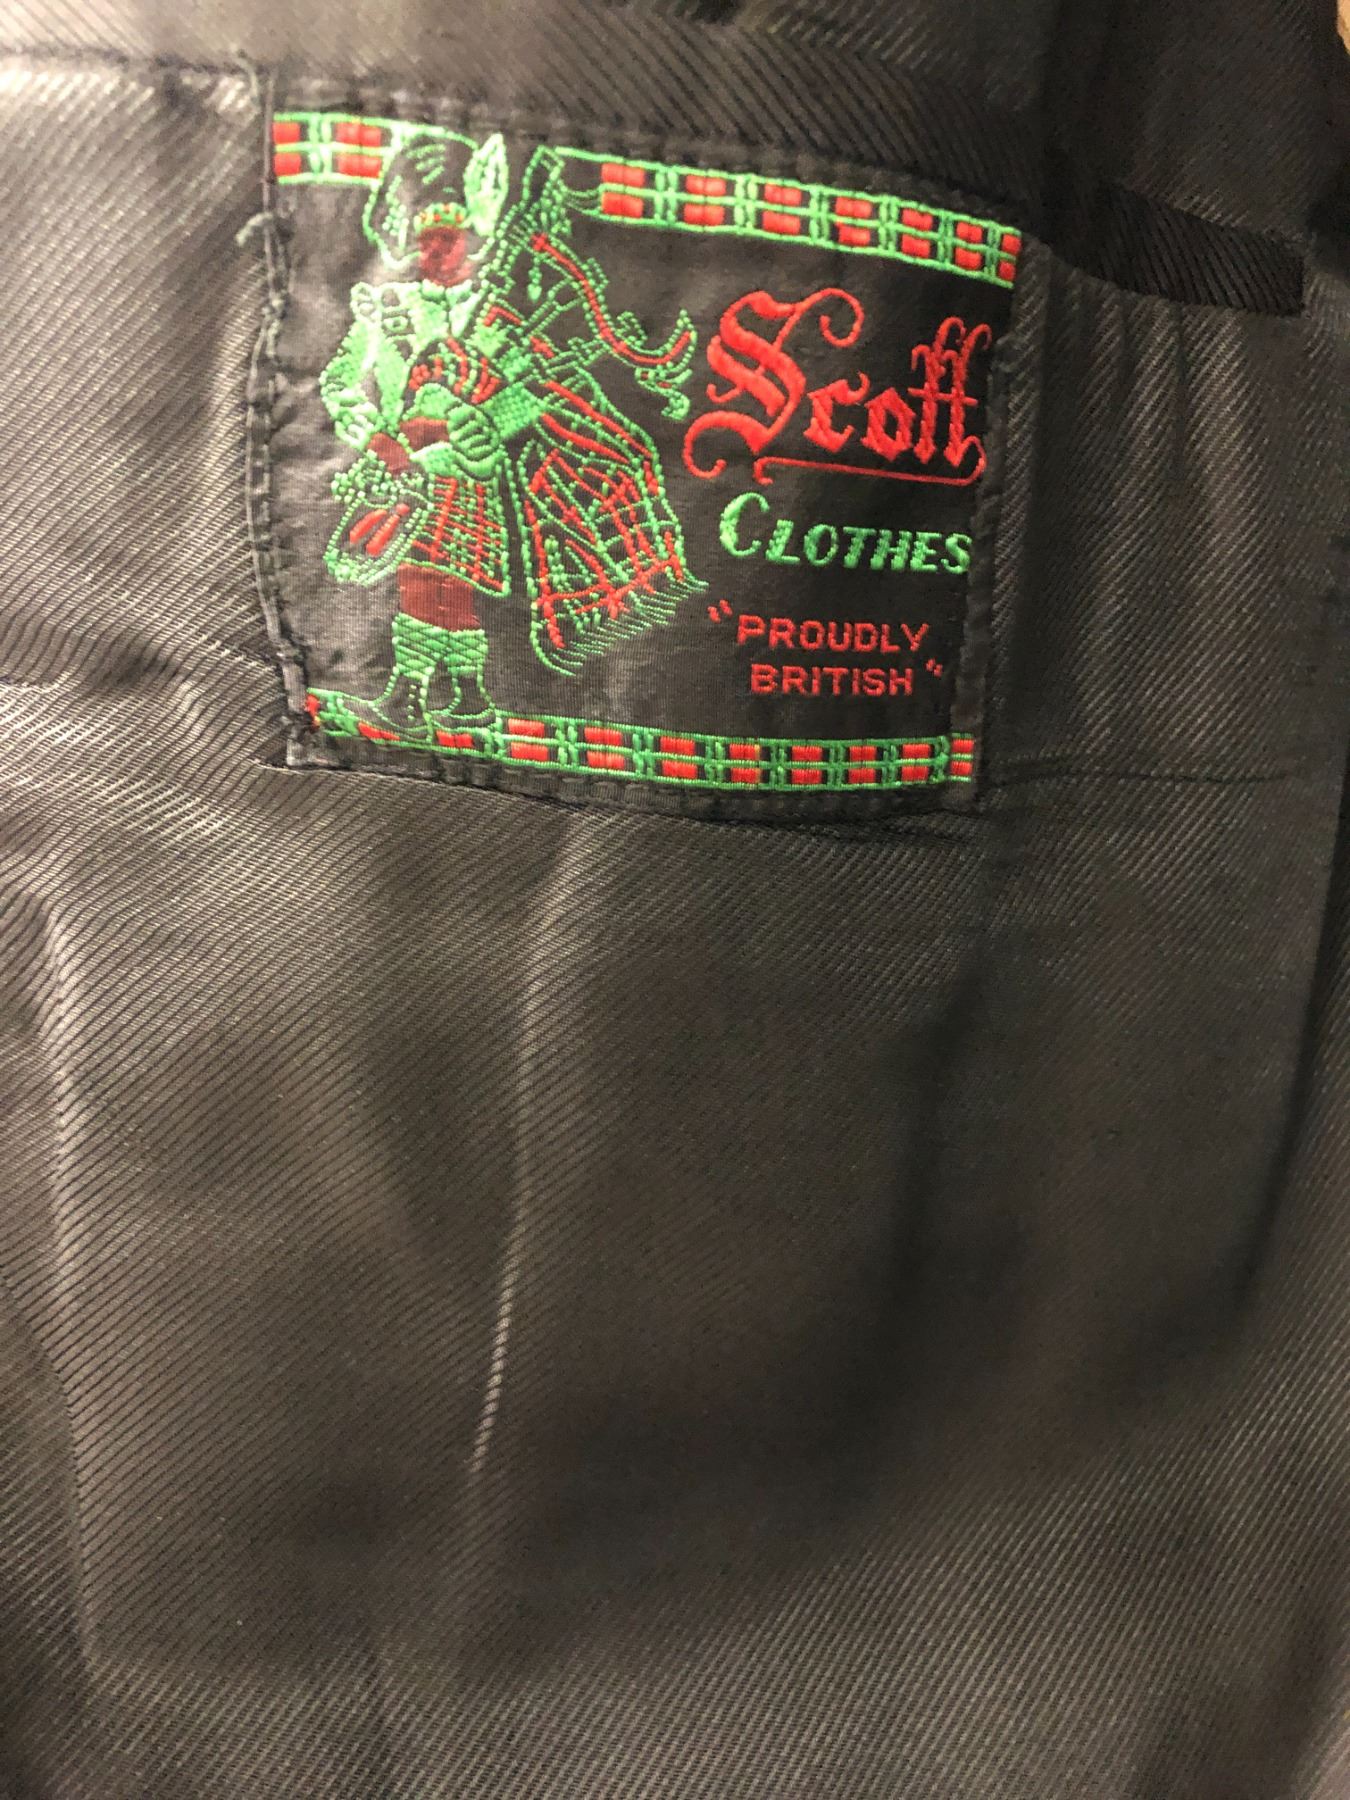 Scott
CLOTHES
"PROUDLY
BRITISH"